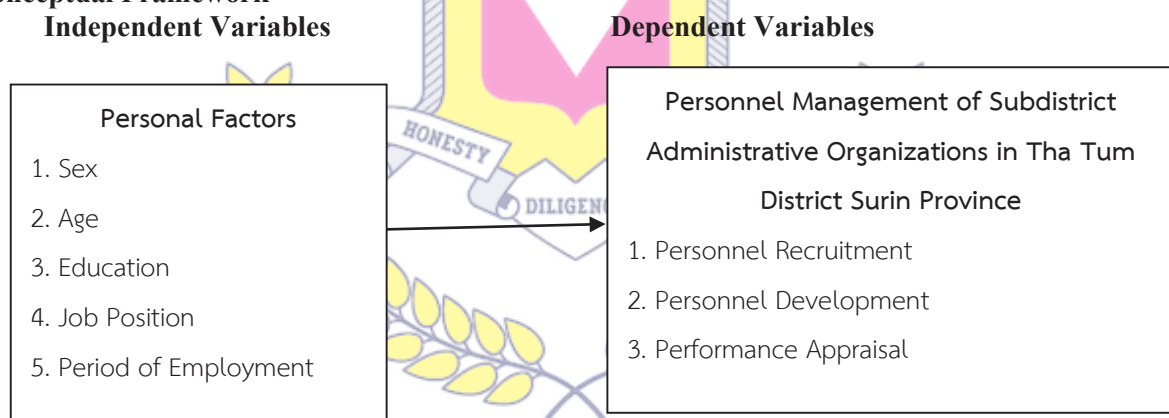 Conceptual Framework
Independent Variables
Dependent Variables
Personal Factors
1. Sex
2. Age
3. Education
4. Job Position
5. Period of Employment
HONESTY
Personnel Management of Subdistrict
Administrative Organizations in Tha Tum
District Surin Province
1. Personnel Recruitment
2. Personnel Development
3. Performance Appraisal